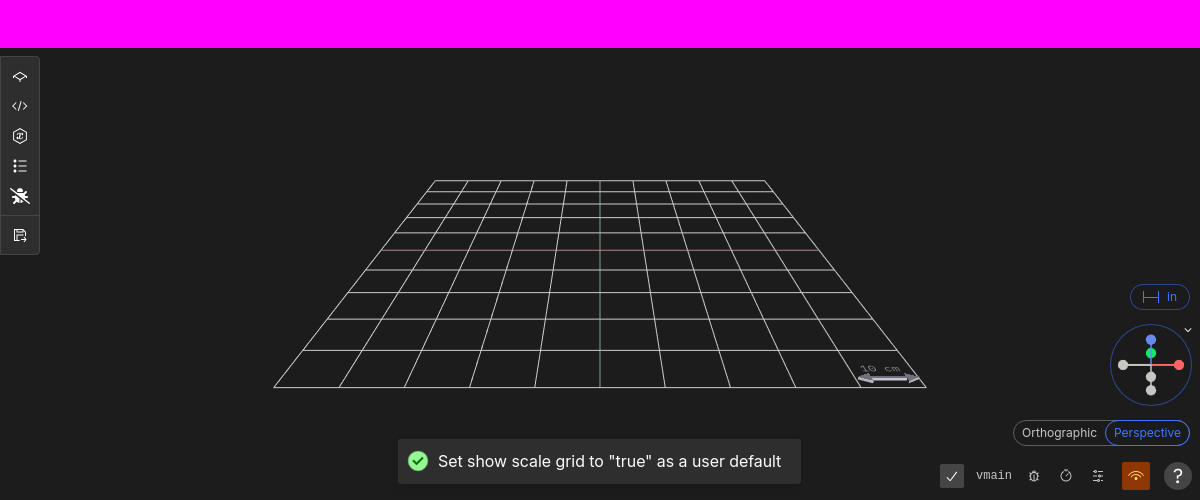 10 cm
in
Orthographic
Perspective
Set show scale grid to "true" as a user default
vmain
?